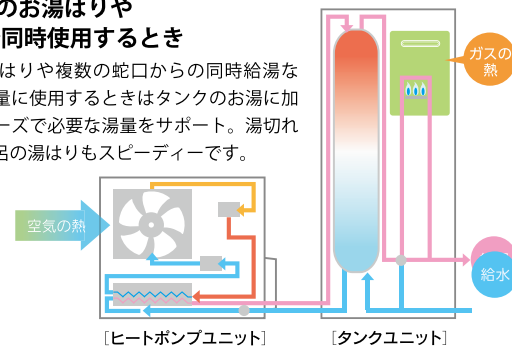 のお湯はりや
同時使用するとき
はりや複数の蛇口からの同時給湯な
量に使用するときはタンクのお湯に加
ーズで必要な湯量をサポート。湯切れ
呂の湯はりもスピーディーです。
ガスの
熱
空気の熱
給水
[ヒートポンプユニット]
[タンクユニット]